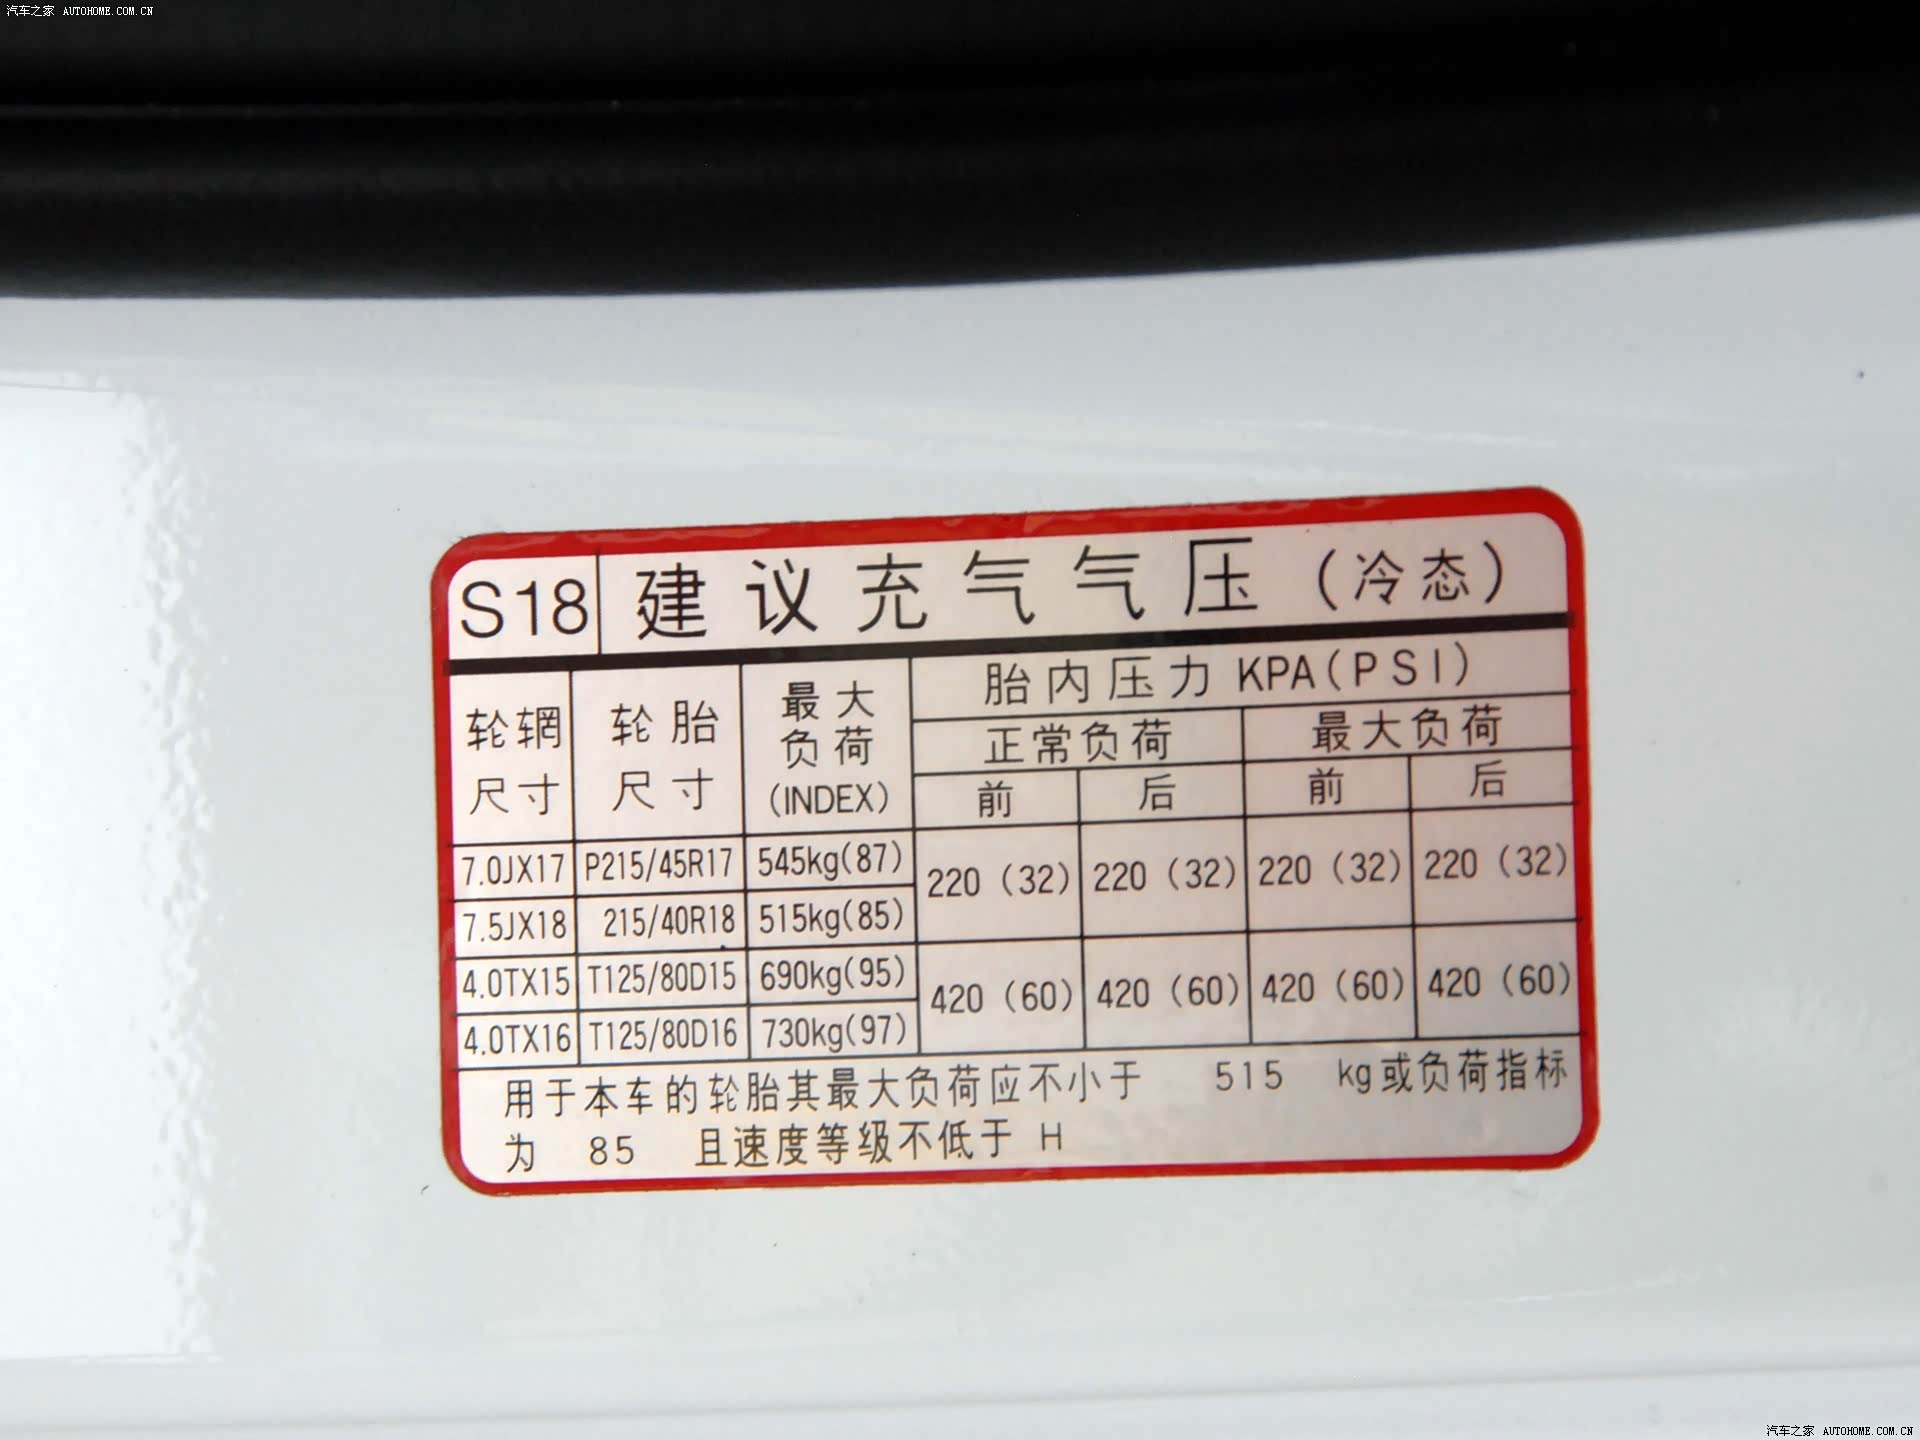 汽车之家 AUTOHOME.COM.CN
S18 建议充气气压(冷态)
轮辋尺寸 轮胎尺寸 最大负荷(INDEX) 胎内压力 KPA(PSI)
正常负荷 最大负荷
前 后 前 后
7.0JX17 P215/45R17 545kg(87) 220 (32) 220 (32) 220 (32) 220 (32)
7.5JX18 215/40R18 515kg(85)
4.0TX15 T125/80D15 690kg(95) 420 (60) 420 (60) 420 (60) 420 (60)
4.0TX16 T125/80D16 730kg(97)
用于本车的轮胎其最大负荷应不小于 515 kg或负荷指标
为 85 且速度等级不低于 H
汽车之家 AUTOHOME.COM.CN